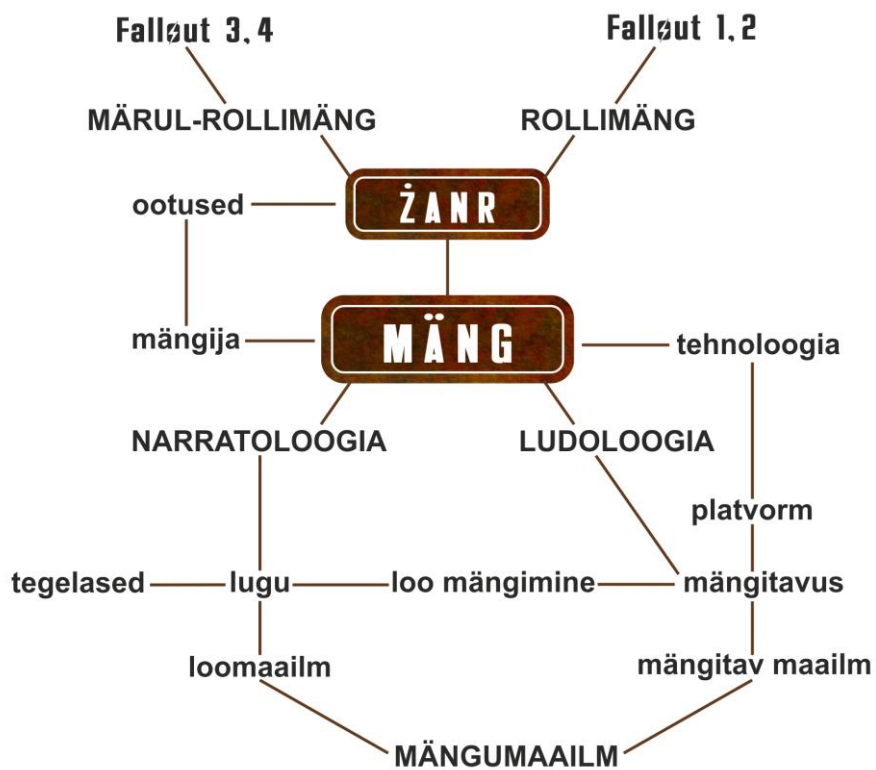 Fallout 3, 4
Fallout 1, 2
MÄRUL-ROLLIMÄNG
ROLLIMÄNG
ootused
ŻANR
mängija
MÄNG
tehnoloogia
NARRATOLOOGIA
LUDOLOOGIA
platvorm
tegelased
lugu
loo mängimine
mängitavus
loomaailm
mängitav maailm
MÄNGUMAAILM